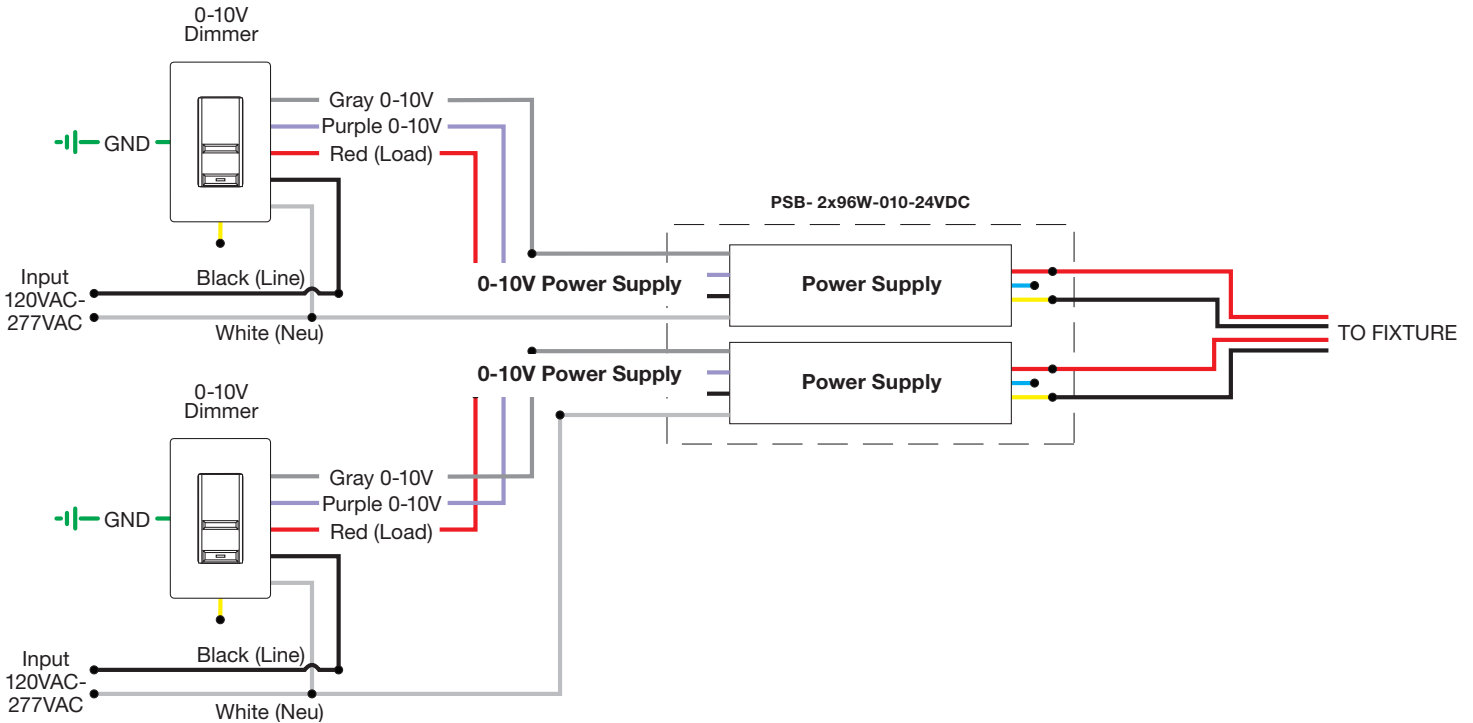 0-10V
Dimmer
Gray 0-10V
Purple 0-10V
Red (Load)
GND
PSB- 2x96W-010-24VDC
Input
120VAC-
277VAC
Black (Line)
White (Neu)
0-10V Power Supply
Power Supply
TO FIXTURE
0-10V Power Supply
Power Supply
0-10V
Dimmer
Gray 0-10V
Purple 0-10V
Red (Load)
GND
Input
120VAC-
277VAC
Black (Line)
White (Neu)